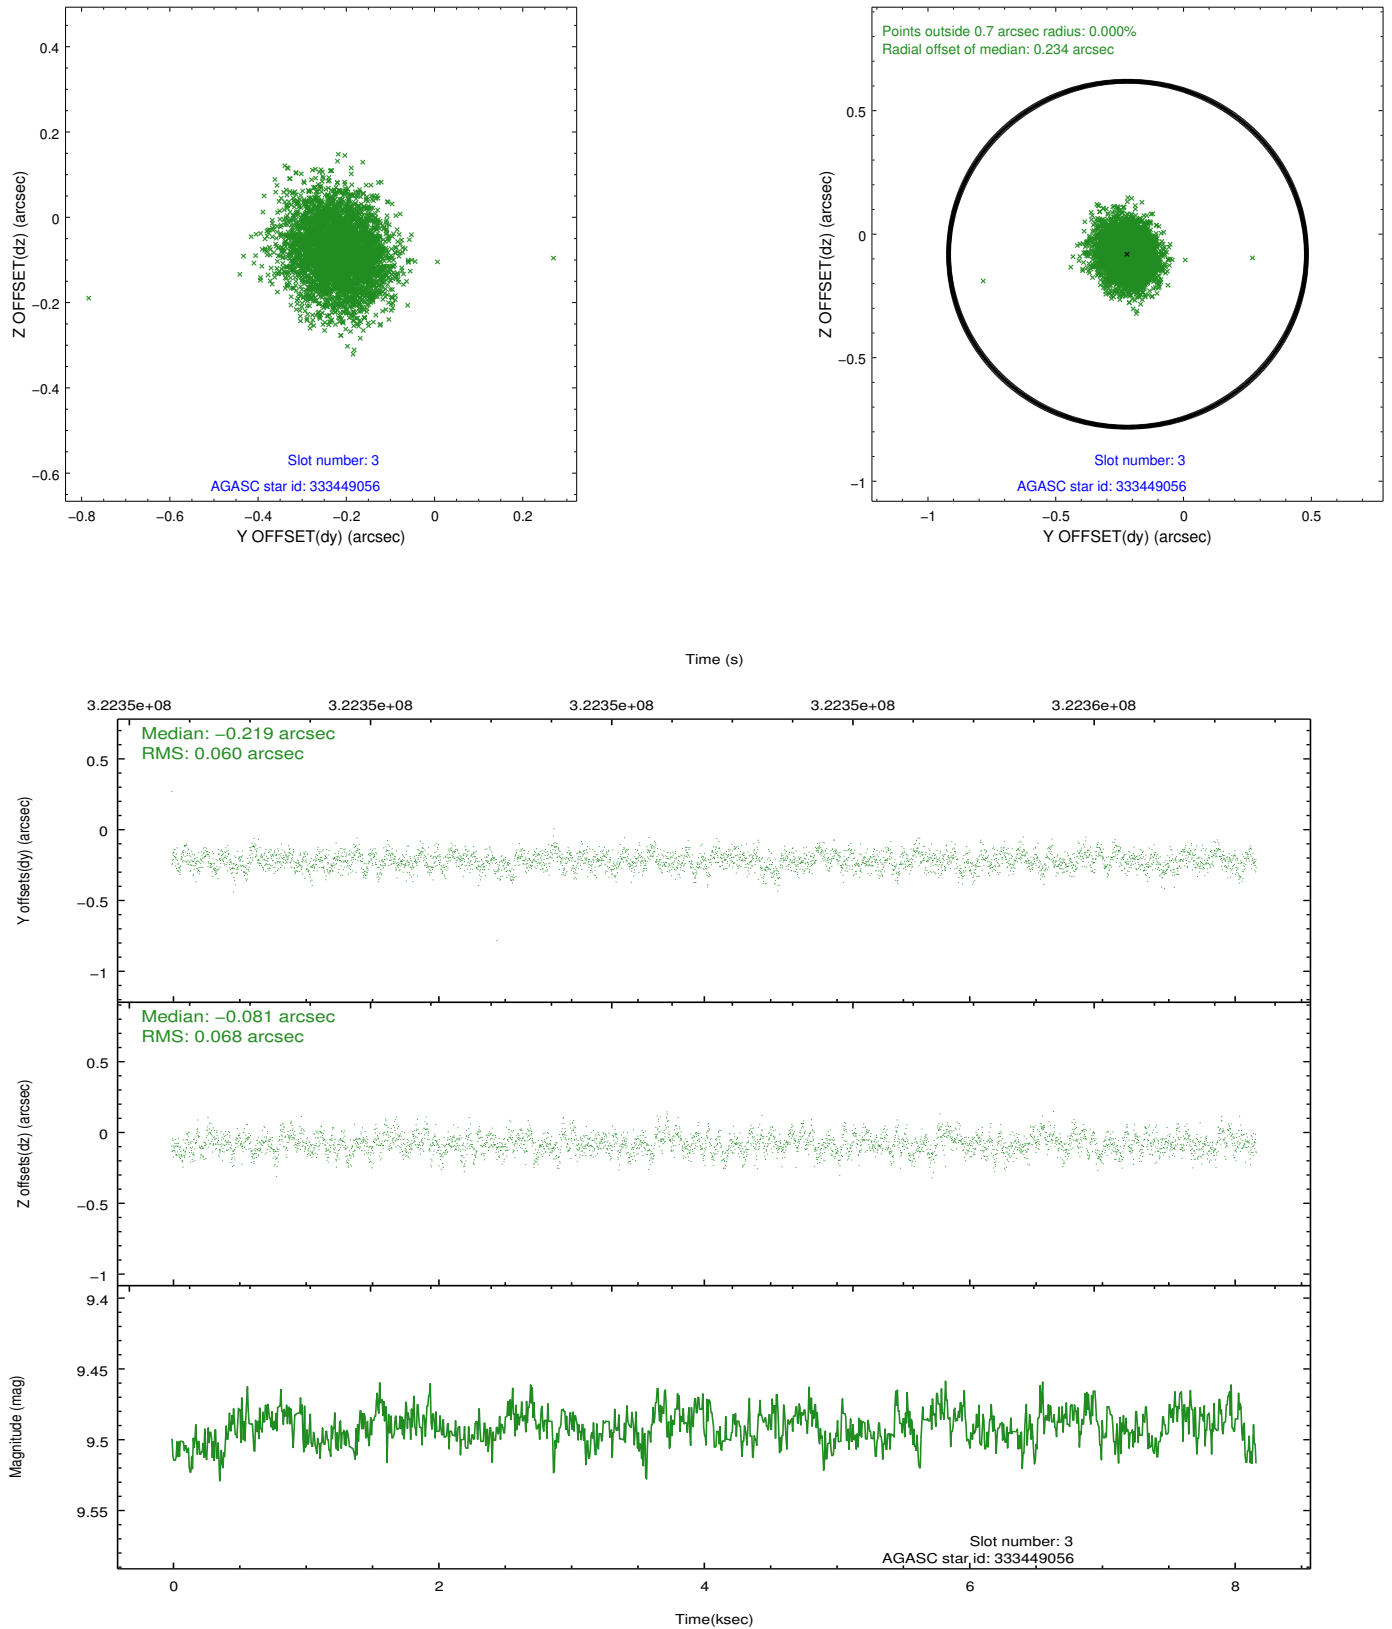 0.4
0.2
0
−0.2
−0.4
−0.6
Z OFFSET(dz) (arcsec)
Slot number: 3
AGASC star id: 333449056
−0.8
−0.6
−0.4
−0.2
0
0.2
Y OFFSET(dy) (arcsec)
Points outside 0.7 arcsec radius: 0.000%
Radial offset of median: 0.234 arcsec
0.5
0
−0.5
−1
Z OFFSET(dz) (arcsec)
Slot number: 3
AGASC star id: 333449056
−1
−0.5
0
0.5
Y OFFSET(dy) (arcsec)
Time (s)
3.2235e+08
3.2235e+08
3.2235e+08
3.2235e+08
3.2236e+08
Median: −0.219 arcsec
RMS: 0.060 arcsec
0.5
0
−0.5
−1
Y offsets(dy) (arcsec)
Median: −0.081 arcsec
RMS: 0.068 arcsec
0.5
0
−0.5
−1
Z offsets(dz) (arcsec)
9.4
9.45
9.5
9.55
Magnitude (mag)
Slot number: 3
AGASC star id: 333449056
0
2
4
6
8
Time(ksec)